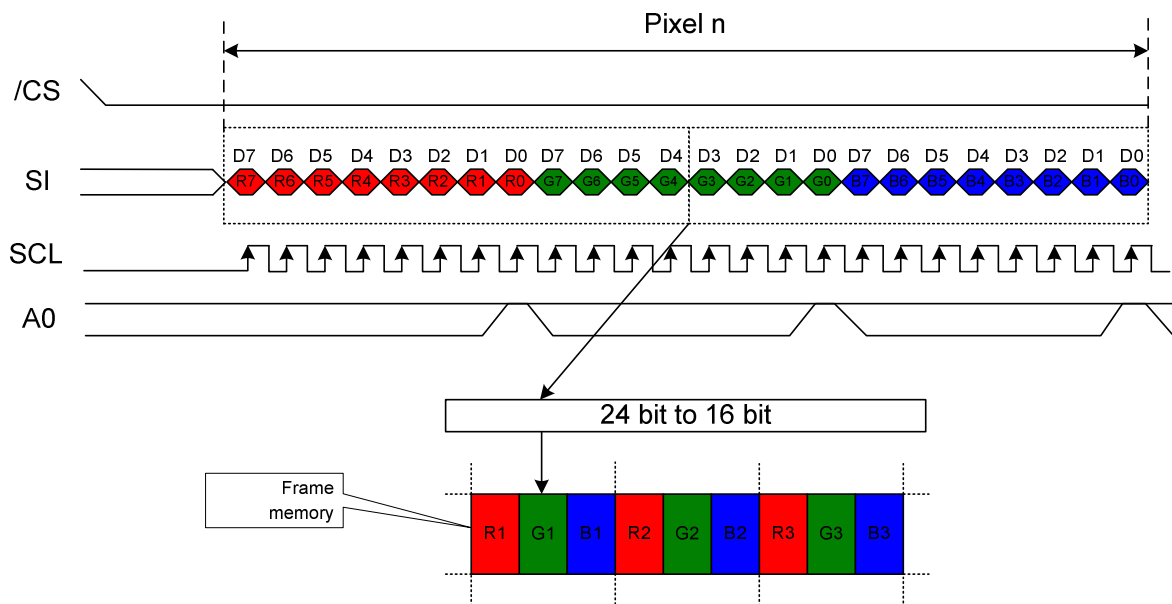 Pixel n
/CS
D7 D6 D5 D4 D3 D2 D1 D0 D7 D6 D5 D4 D3 D2 D1 D0 D7 D6 D5 D4 D3 D2 D1 D0
SI R7 R6 R5 R4 R3 R2 R1 R0 G7 G6 G5 G4 G3 G2 G1 G0 B7 B6 B5 B4 B3 B2 B1 B0
SCL
A0
24 bit to 16 bit
Frame
memory
R1 G1 B1 R2 G2 B2 R3 G3 B3